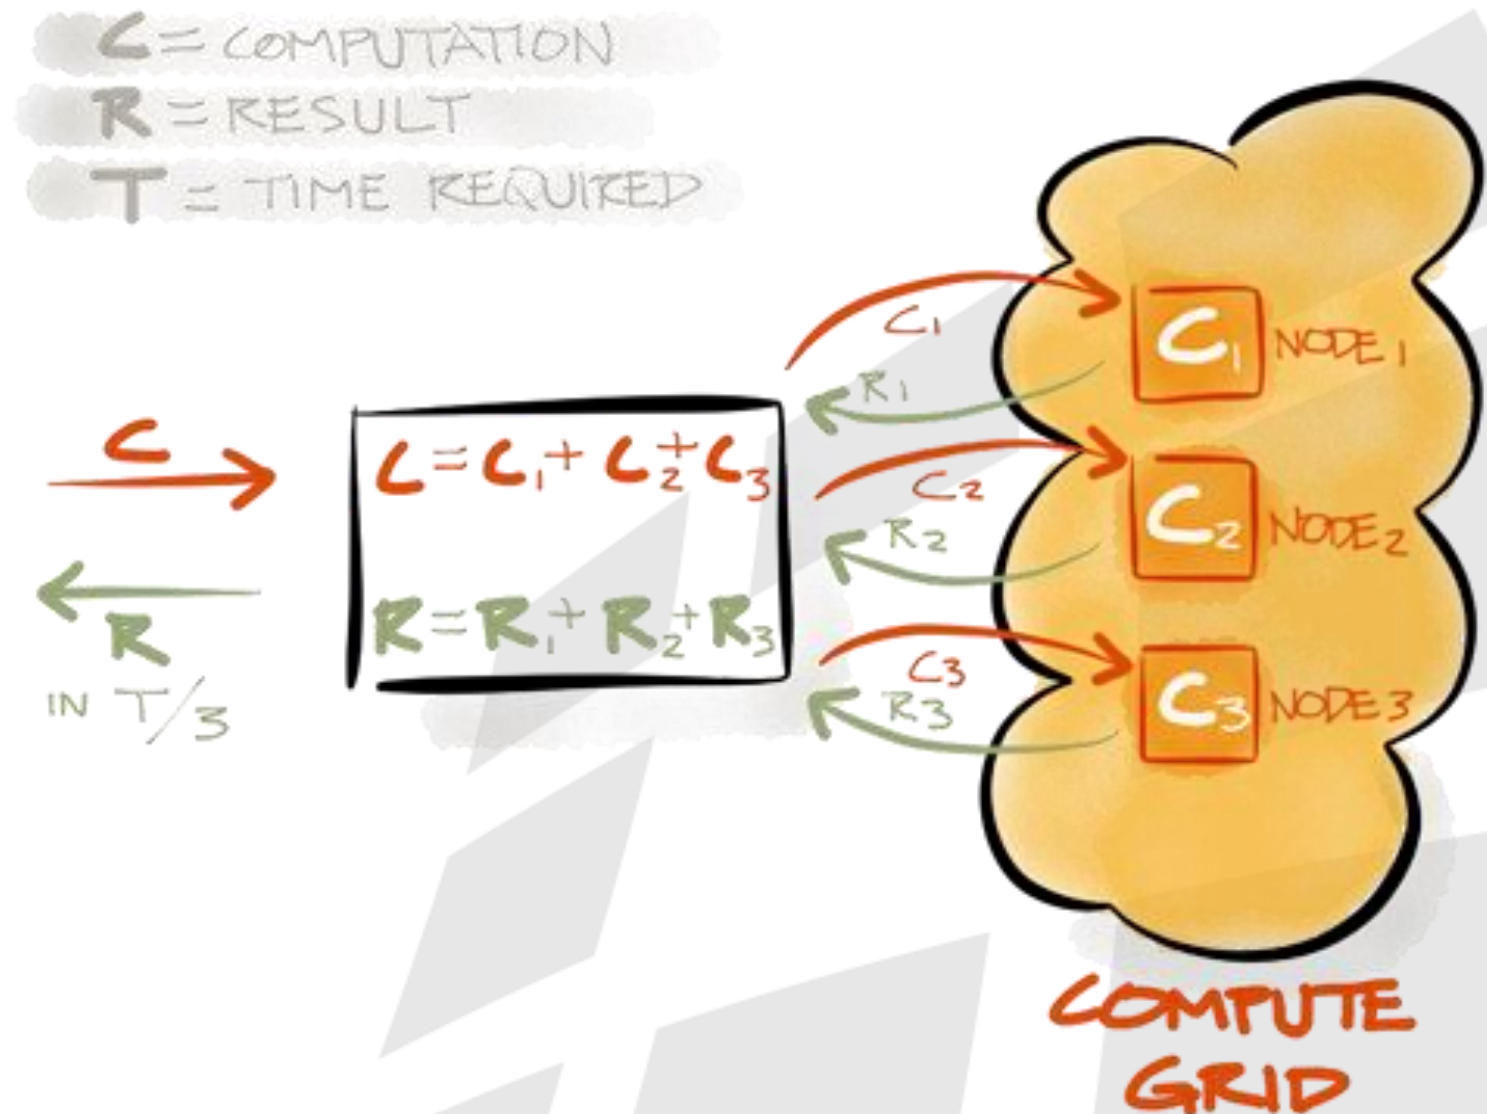 C = COMPUTATION
R = RESULT
T = TIME REQUIRED
C
R
IN T/3
C = C1 + C2 + C3
R = R1 + R2 + R3
C1
R1
C2
R2
C3
R3
C1 NODE 1
C2 NODE 2
C3 NODE 3
COMPUTE
GRID